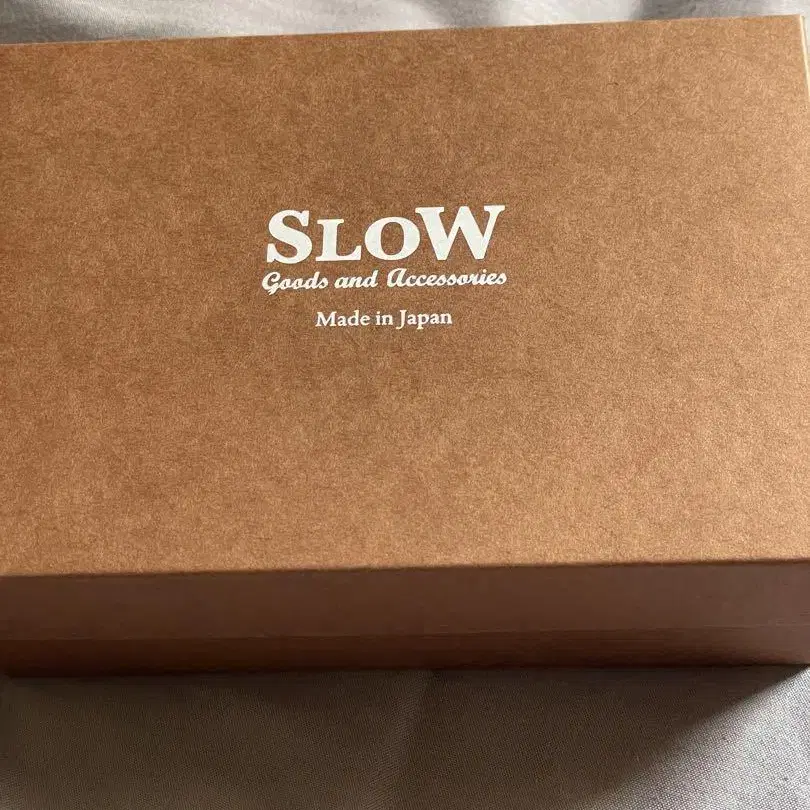 SLOW
Goods and Accessories
Made in Japan